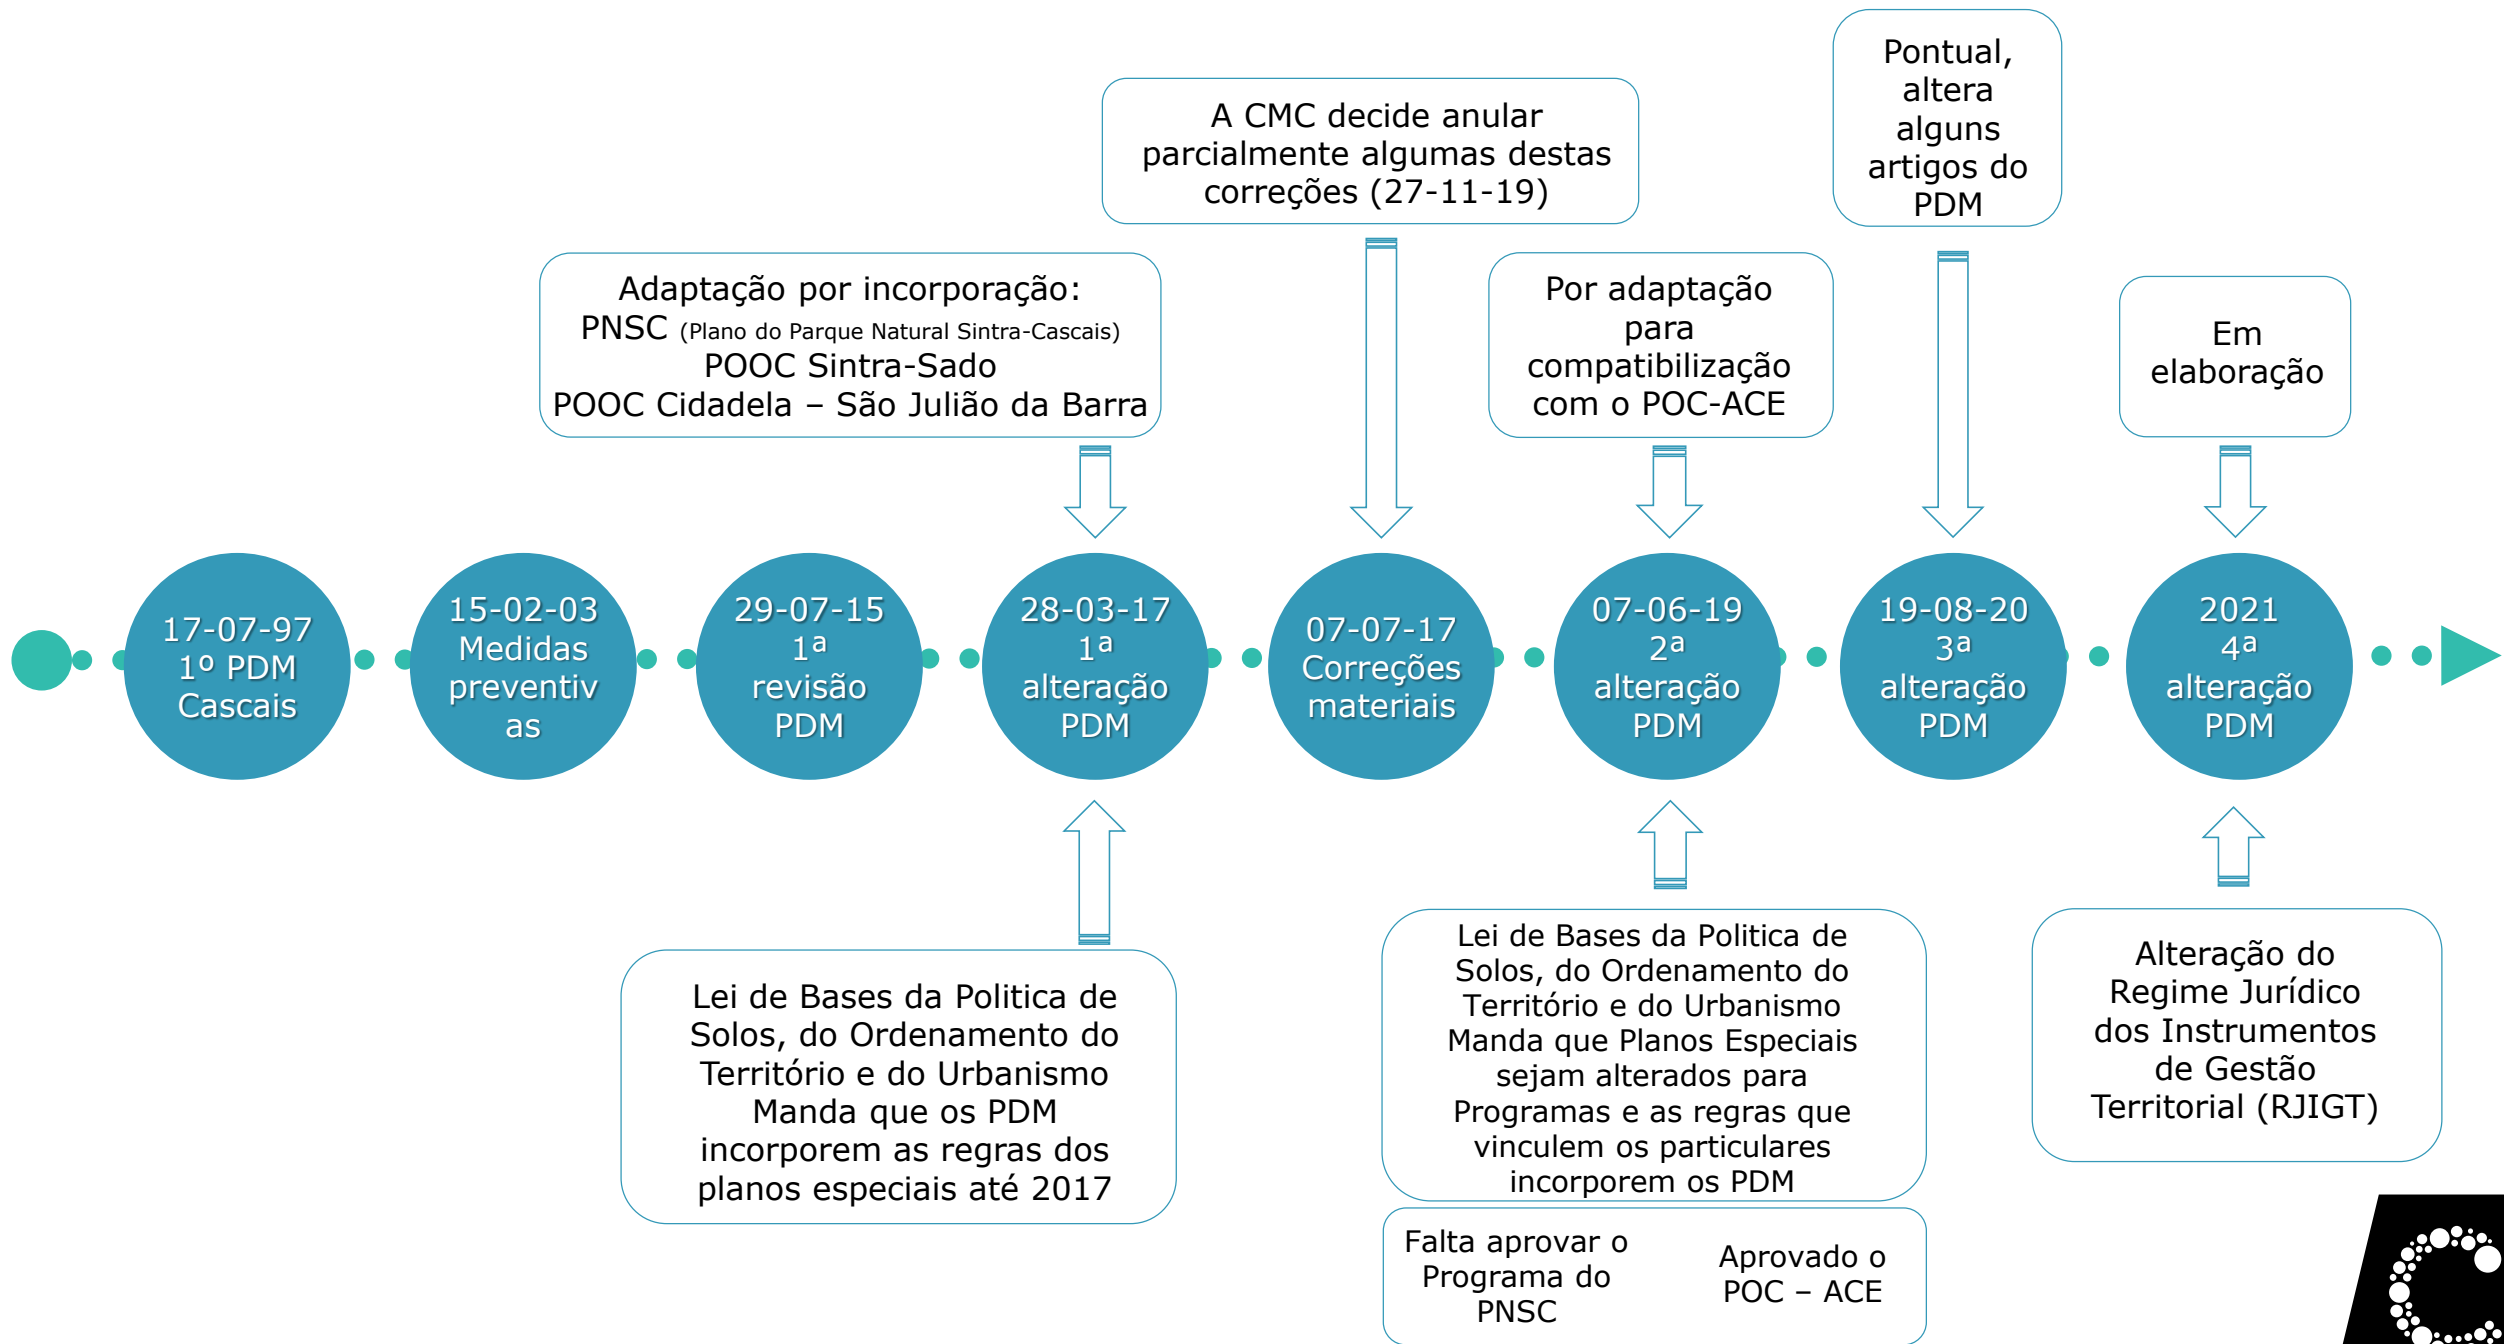 Pontual,
altera
alguns
artigos do
PDM
A CMC decide anular
parcialmente algumas destas
correções (27-11-19)
Adaptação por incorporação:
PNSC (Plano do Parque Natural Sintra-Cascais)
POOC Sintra-Sado
POOC Cidadela – São Julião da Barra
Por adaptação
para
compatibilização
com o POC-ACE
Em
elaboração
17-07-97
1º PDM
Cascais
15-02-03
Medidas
preventiv
as
29-07-15
1ª
revisão
PDM
28-03-17
1ª
alteração
PDM
07-07-17
Correções
materiais
07-06-19
2ª
alteração
PDM
19-08-20
3ª
alteração
PDM
2021
4ª
alteração
PDM
Lei de Bases da Politica de
Solos, do Ordenamento do
Território e do Urbanismo
Manda que os PDM
incorporem as regras dos
planos especiais até 2017
Lei de Bases da Politica de
Solos, do Ordenamento do
Território e do Urbanismo
Manda que Planos Especiais
sejam alterados para
Programas e as regras que
vinculem os particulares
incorporem os PDM
Falta aprovar o
Programa do
PNSC
Aprovado o
POC – ACE
Alteração do
Regime Jurídico
dos Instrumentos
de Gestão
Territorial (RJIGT)